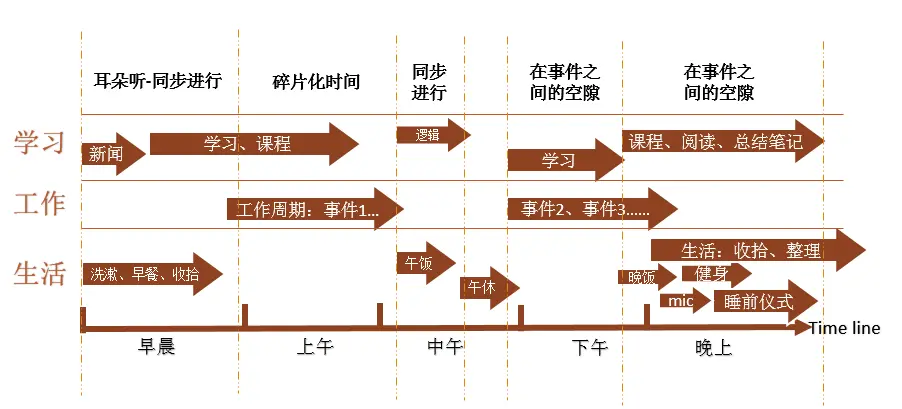 耳朵听-同步进行
碎片化时间
同步
进行
在事件之
间的空隙
在事件之
间的空隙
学习
新闻
学习、课程
逻辑
学习
课程、阅读、总结笔记
工作
工作周期：事件1...
事件2、事件3......
生活
洗漱、早餐、收拾
午饭
午休
生活：收拾、整理
晚饭
健身
mic
睡前仪式
Time line
早晨
上午
中午
下午
晚上